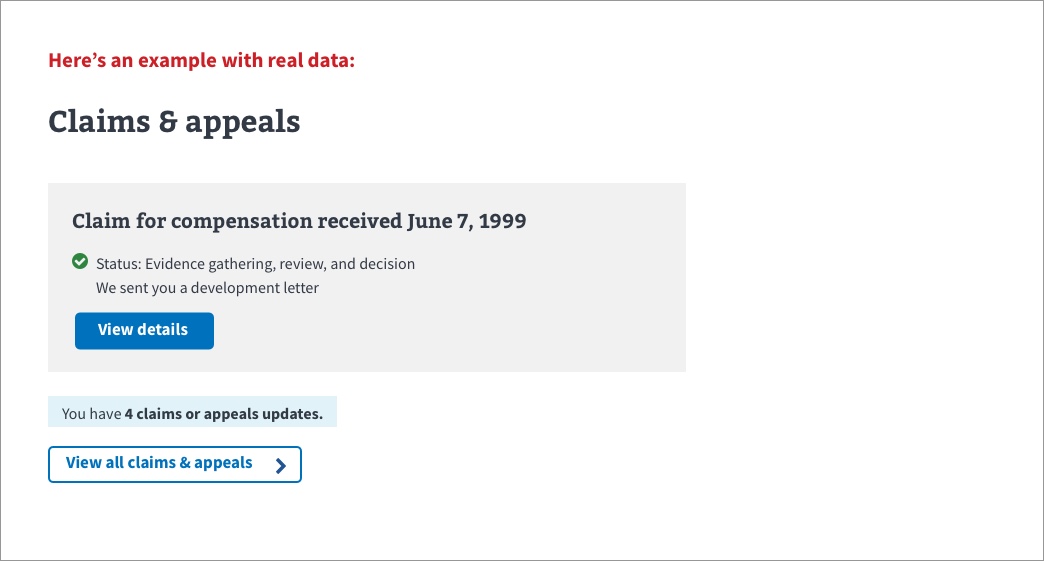 Here’s an example with real data:
Claims & appeals
Claim for compensation received June 7, 1999
Status: Evidence gathering, review, and decision
We sent you a development letter
View details
You have 4 claims or appeals updates.
View all claims & appeals